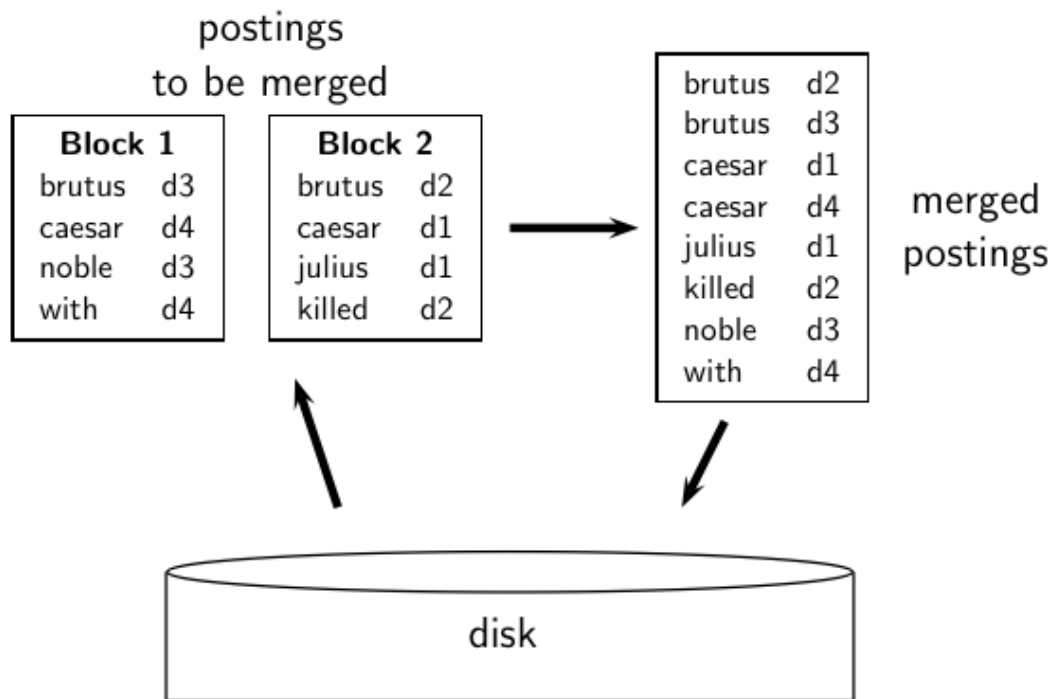 postings
to be merged
Block 1
brutus d3
caesar d4
noble d3
with d4
Block 2
brutus d2
caesar d1
julius d1
killed d2
brutus d2
brutus d3
caesar d1
caesar d4
julius d1
killed d2
noble d3
with d4
merged
postings
disk